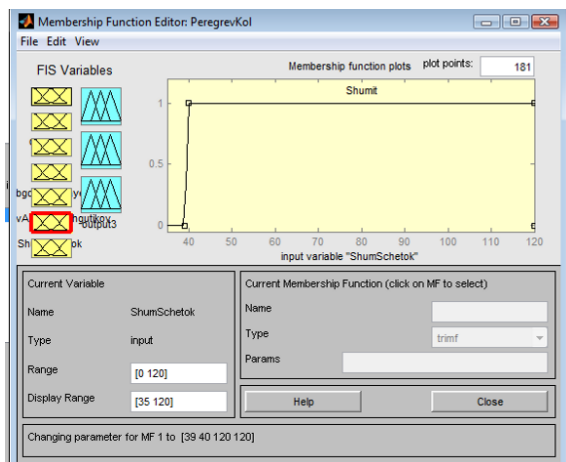 Membership Function Editor: PeregrevKol
File Edit View
FIS Variables
Membership function plots plot points: 181
Shumit
1
0.5
0
output3
40 50 60 70 80 90 100 110 120
input variable "ShumSchetok"
Current Variable
Name ShumSchetok
Type input
Range [0 120]
Display Range [35 120]
Current Membership Function (click on MF to select)
Name
Type trimf
Params
Help Close
Changing parameter for MF 1 to [39 40 120 120]